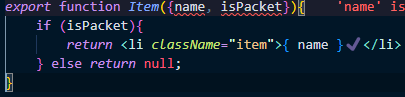 export function Item({name, isPacket}){ 'name' is
if (isPacket){
return <li className="item">{ name }✔</li>
} else return null;
}